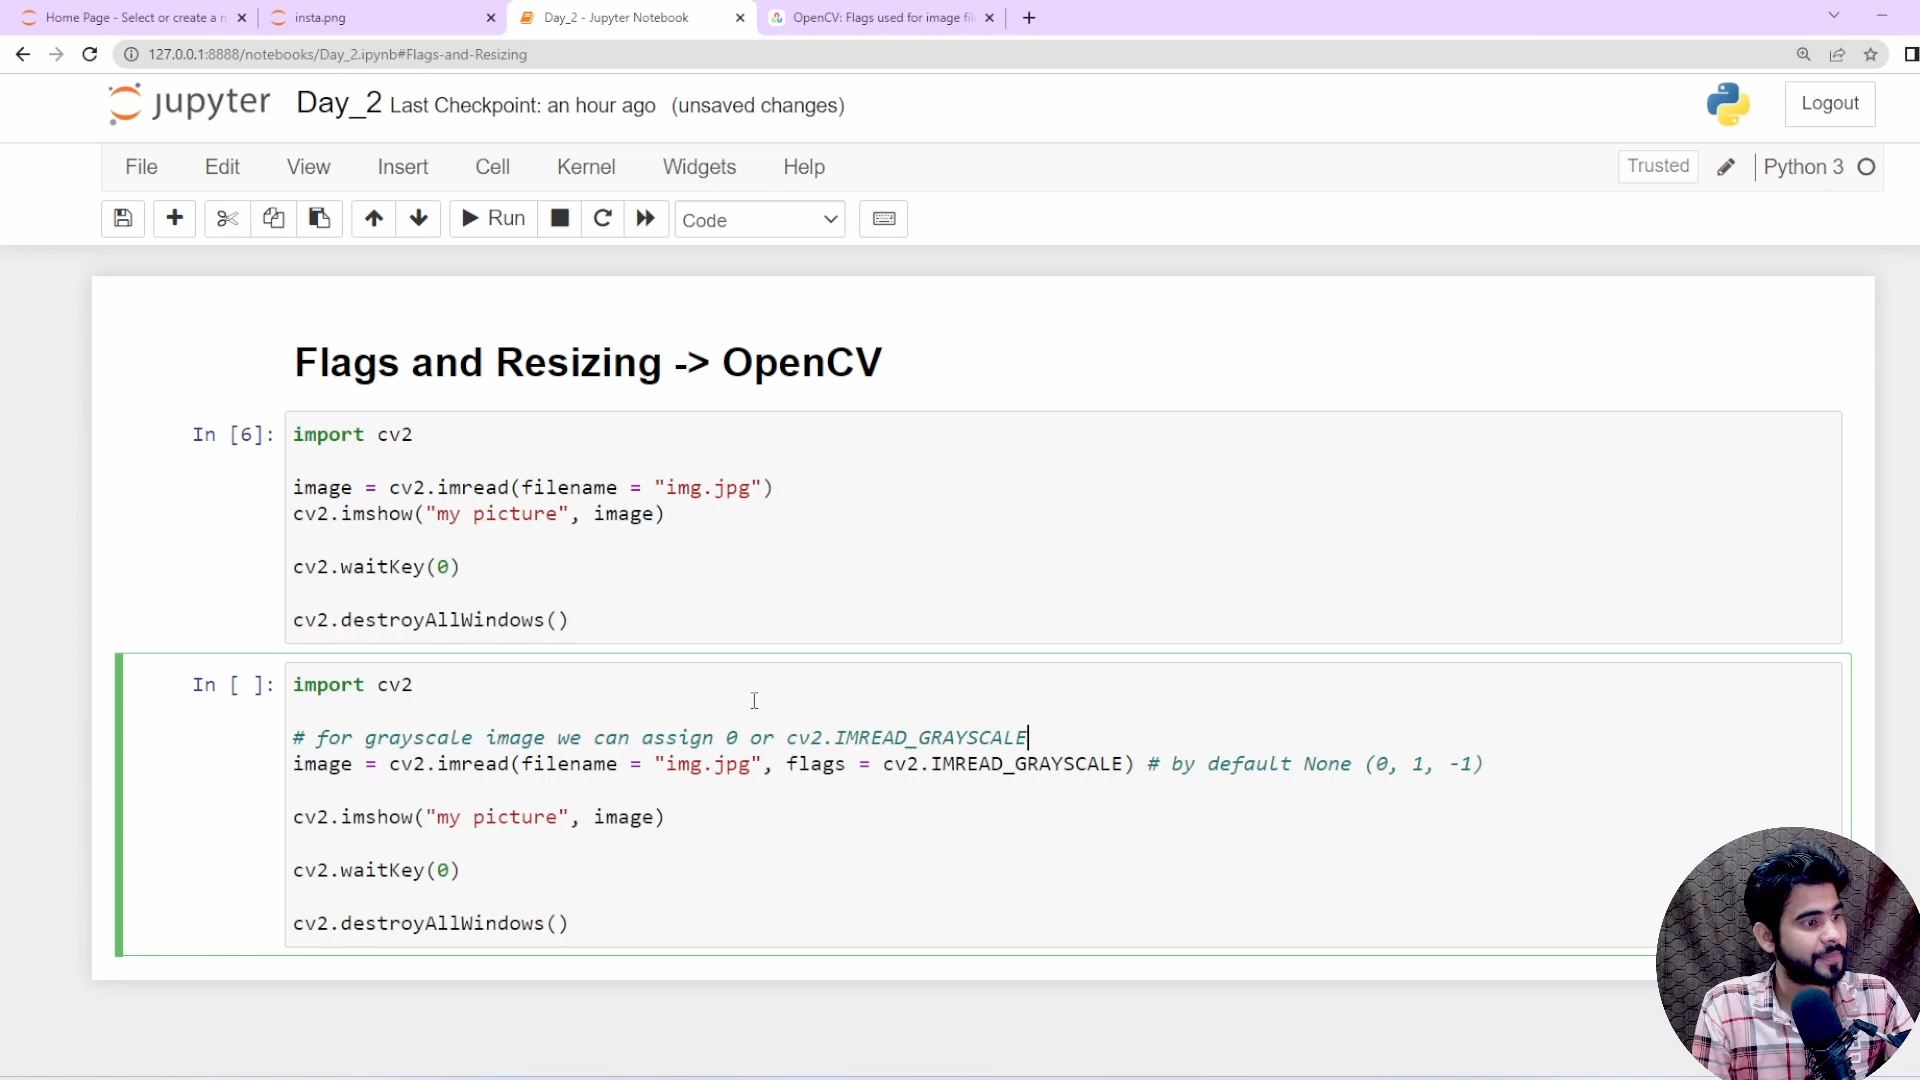 Home Page - Select or create a n
insta.png
Day_2 - Jupyter Notebook
OpenCV: Flags used for image fil
127.0.0.1:8888/notebooks/Day_2.ipynb#Flags-and-Resizing
jupyter Day_2 Last Checkpoint: an hour ago (unsaved changes)
Logout
File Edit View Insert Cell Kernel Widgets Help
Trusted
Python 3
Run
Code
Flags and Resizing -> OpenCV
In [6]: import cv2
image = cv2.imread(filename = "img.jpg")
cv2.imshow("my picture", image)
cv2.waitKey(0)
cv2.destroyAllWindows()
In [ ]: import cv2
# for grayscale image we can assign 0 or cv2.IMREAD_GRAYSCALE
image = cv2.imread(filename = "img.jpg", flags = cv2.IMREAD_GRAYSCALE) # by default None (0, 1, -1)
cv2.imshow("my picture", image)
cv2.waitKey(0)
cv2.destroyAllWindows()